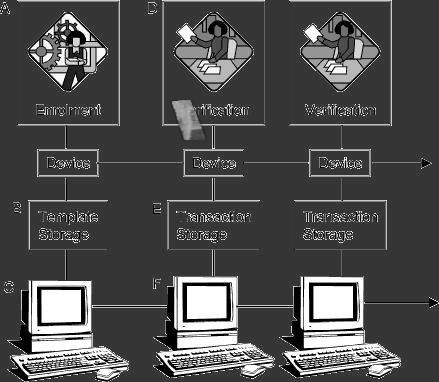 A
D
Enrolment
Verification
Verification
Device
Device
Device
B
Template
Storage
E
Transaction
Storage
Transaction
Storage
C
F